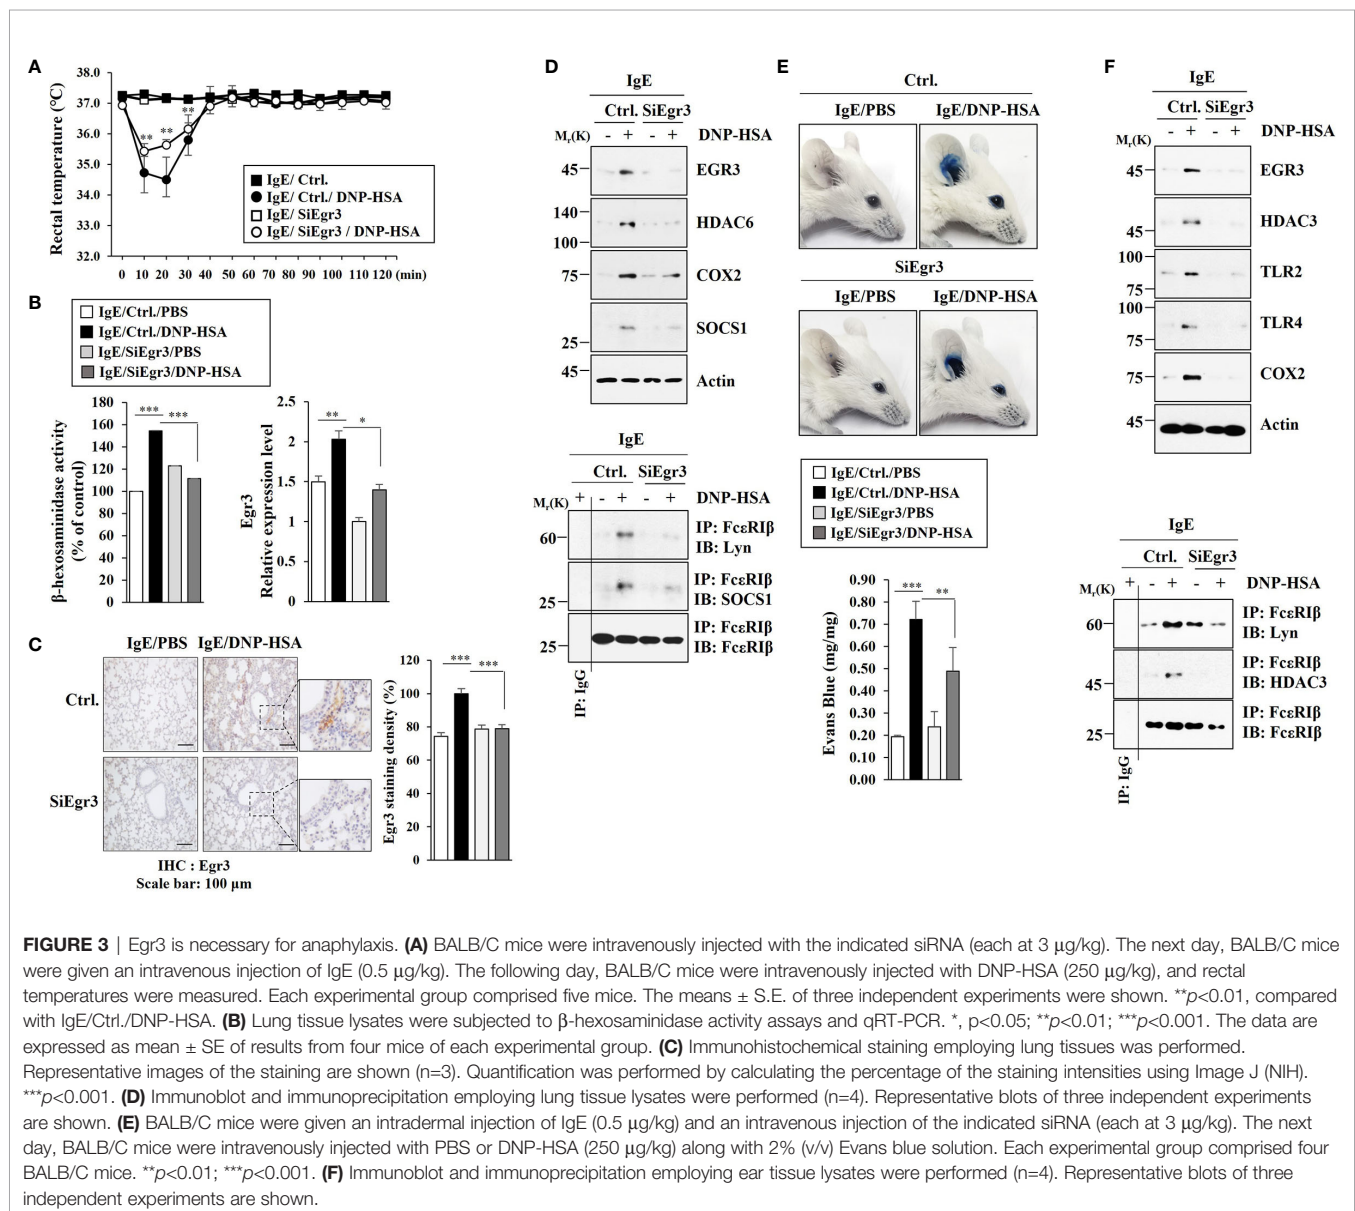 A
38.0
37.0
36.0
35.0
34.0
33.0
32.0
Rectal temperature (°C)
** ** **
IgE/ Ctrl.
IgE/ Ctrl./ DNP-HSA
IgE/ SiEgr3
IgE/ SiEgr3 / DNP-HSA
0 10 20 30 40 50 60 70 80 90 100 110 120 (min)
B
IgE/Ctrl./PBS
IgE/Ctrl./DNP-HSA
IgE/SiEgr3/PBS
IgE/SiEgr3/DNP-HSA
β-hexosaminidase activity
(% of control)
180
160
140
120
100
80
60
40
20
0
*** ***
Egr3
Relative expression level
2.5
2
1.5
1
0.5
0
** *
C
IgE/PBS IgE/DNP-HSA
Ctrl.
SiEgr3
IHC : Egr3
Scale bar: 100 µm
Egr3 staining density (%)
120
100
80
60
40
20
0
*** ***
D
IgE
Ctrl. SiEgr3
- + - + DNP-HSA
Mr(K)
45 EGR3
140
100
HDAC6
75 COX2
25 SOCS1
45 Actin
IgE
Ctrl. SiEgr3
+ - + - + DNP-HSA
Mr(K)
60
IP: FcεRIβ
IB: Lyn
25
IP: FcεRIβ
IB: SOCS1
25
IP: FcεRIβ
IB: FcεRIβ
IP: IgG
E
Ctrl.
IgE/PBS IgE/DNP-HSA
SiEgr3
IgE/PBS IgE/DNP-HSA
IgE/Ctrl./PBS
IgE/Ctrl./DNP-HSA
IgE/SiEgr3/PBS
IgE/SiEgr3/DNP-HSA
Evans Blue (mg/mg)
0.90
0.80
0.70
0.60
0.50
0.40
0.30
0.20
0.10
0.00
*** **
F
IgE
Ctrl. SiEgr3
- + - + DNP-HSA
Mr(K)
45 EGR3
45 HDAC3
100
75
TLR2
100
75
TLR4
75 COX2
45 Actin
IgE
Ctrl. SiEgr3
+ - + - + DNP-HSA
Mr(K)
60
IP: FcεRIβ
IB: Lyn
45
IP: FcεRIβ
IB: HDAC3
25
IP: FcεRIβ
IB: FcεRIβ
IP: IgG
FIGURE 3 | Egr3 is necessary for anaphylaxis. (A) BALB/C mice were intravenously injected with the indicated siRNA (each at 3 µg/kg). The next day, BALB/C mice
were given an intravenous injection of IgE (0.5 µg/kg). The following day, BALB/C mice were intravenously injected with DNP-HSA (250 µg/kg), and rectal
temperatures were measured. Each experimental group comprised five mice. The means ± S.E. of three independent experiments were shown. **p<0.01, compared
with IgE/Ctrl./DNP-HSA. (B) Lung tissue lysates were subjected to β-hexosaminidase activity assays and qRT-PCR. *, p<0.05; **p<0.01; ***p<0.001. The data are
expressed as mean ± SE of results from four mice of each experimental group. (C) Immunohistochemical staining employing lung tissues was performed.
Representative images of the staining are shown (n=3). Quantification was performed by calculating the percentage of the staining intensities using Image J (NIH).
***p<0.001. (D) Immunoblot and immunoprecitation employing lung tissue lysates were performed (n=4). Representative blots of three independent experiments
are shown. (E) BALB/C mice were given an intradermal injection of IgE (0.5 µg/kg) and an intravenous injection of the indicated siRNA (each at 3 µg/kg). The next
day, BALB/C mice were intravenously injected with PBS or DNP-HSA (250 µg/kg) along with 2% (v/v) Evans blue solution. Each experimental group comprised four
BALB/C mice. **p<0.01; ***p<0.001. (F) Immunoblot and immunoprecipitation employing ear tissue lysates were performed (n=4). Representative blots of three
independent experiments are shown.